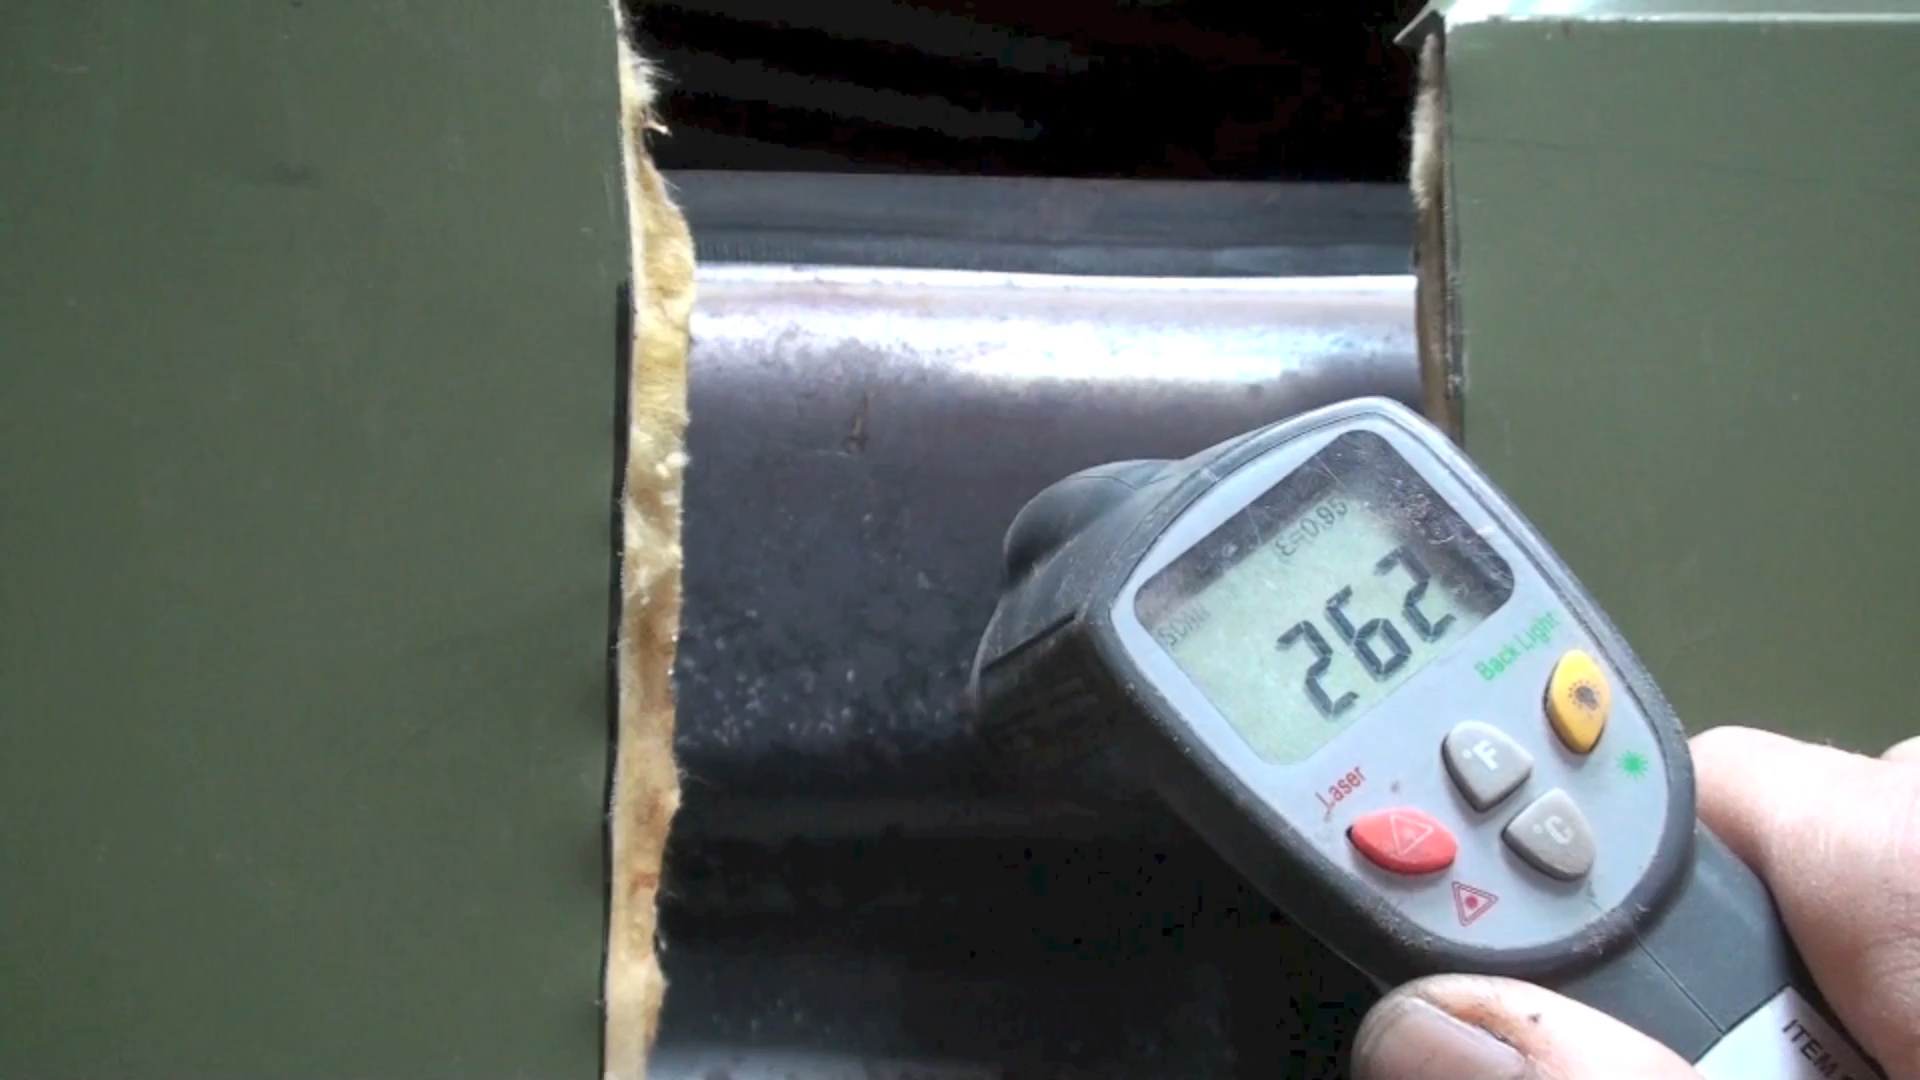 ε=0.95
SCAN
262
Back Light
°F
°C
Laser
ITEM